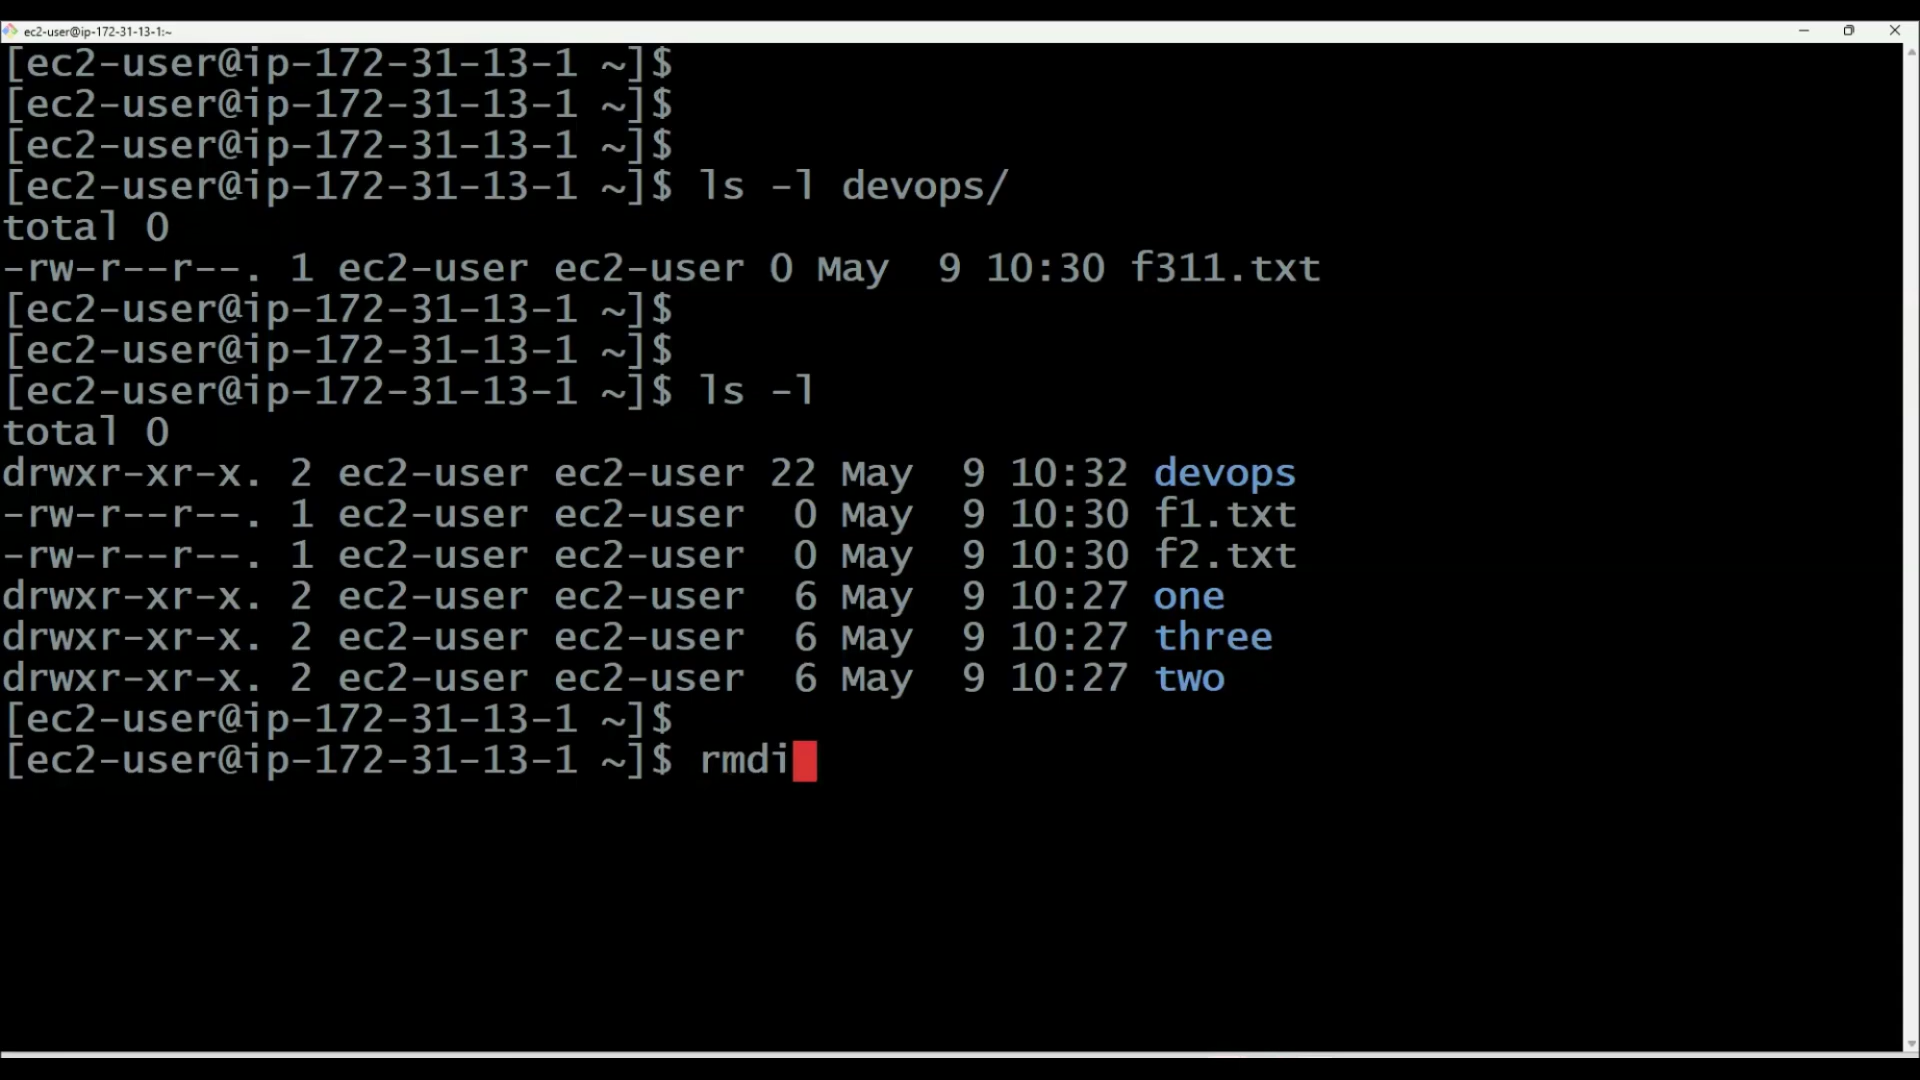 ec2-user@ip-172-31-13-1:~
[ec2-user@ip-172-31-13-1 ~]$
[ec2-user@ip-172-31-13-1 ~]$
[ec2-user@ip-172-31-13-1 ~]$
[ec2-user@ip-172-31-13-1 ~]$ ls -l devops/
total 0
-rw-r--r--. 1 ec2-user ec2-user 0 May  9 10:30 f311.txt
[ec2-user@ip-172-31-13-1 ~]$
[ec2-user@ip-172-31-13-1 ~]$
[ec2-user@ip-172-31-13-1 ~]$ ls -l
total 0
drwxr-xr-x. 2 ec2-user ec2-user 22 May  9 10:32 devops
-rw-r--r--. 1 ec2-user ec2-user  0 May  9 10:30 f1.txt
-rw-r--r--. 1 ec2-user ec2-user  0 May  9 10:30 f2.txt
drwxr-xr-x. 2 ec2-user ec2-user  6 May  9 10:27 one
drwxr-xr-x. 2 ec2-user ec2-user  6 May  9 10:27 three
drwxr-xr-x. 2 ec2-user ec2-user  6 May  9 10:27 two
[ec2-user@ip-172-31-13-1 ~]$
[ec2-user@ip-172-31-13-1 ~]$ rmdi